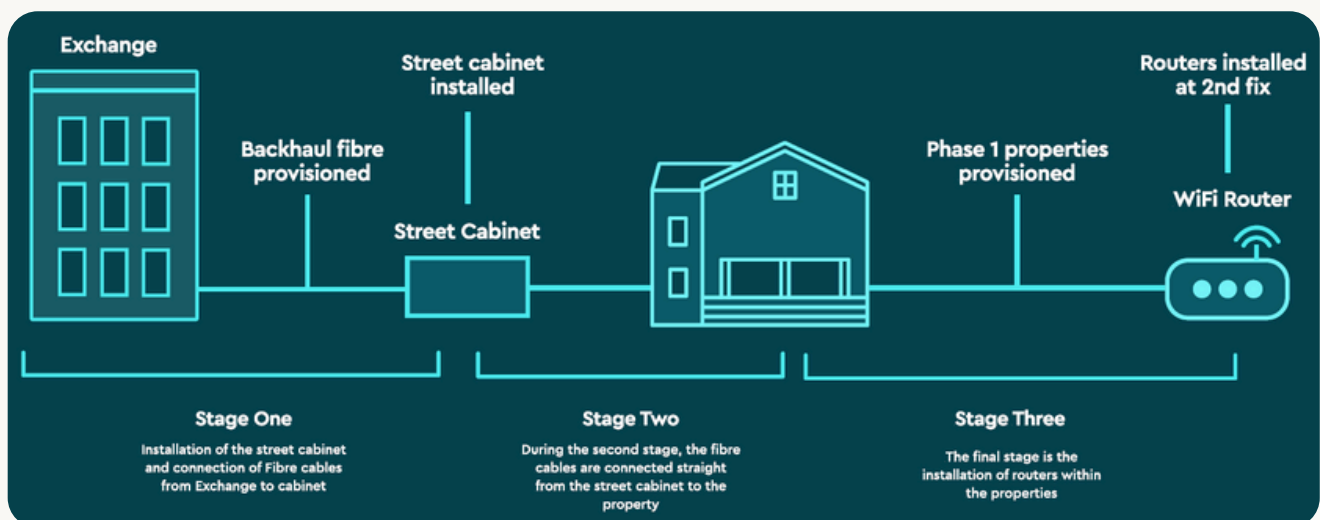 Exchange
Street cabinet
installed
Routers installed
at 2nd fix
Backhaul fibre
provisioned
Phase 1 properties
provisioned
WiFi Router
Street Cabinet
Stage One
Installation of the street cabinet
and connection of Fibre cables
from Exchange to cabinet
Stage Two
During the second stage, the fibre
cables are connected straight
from the street cabinet to the
property
Stage Three
The final stage is the
installation of routers within
the properties